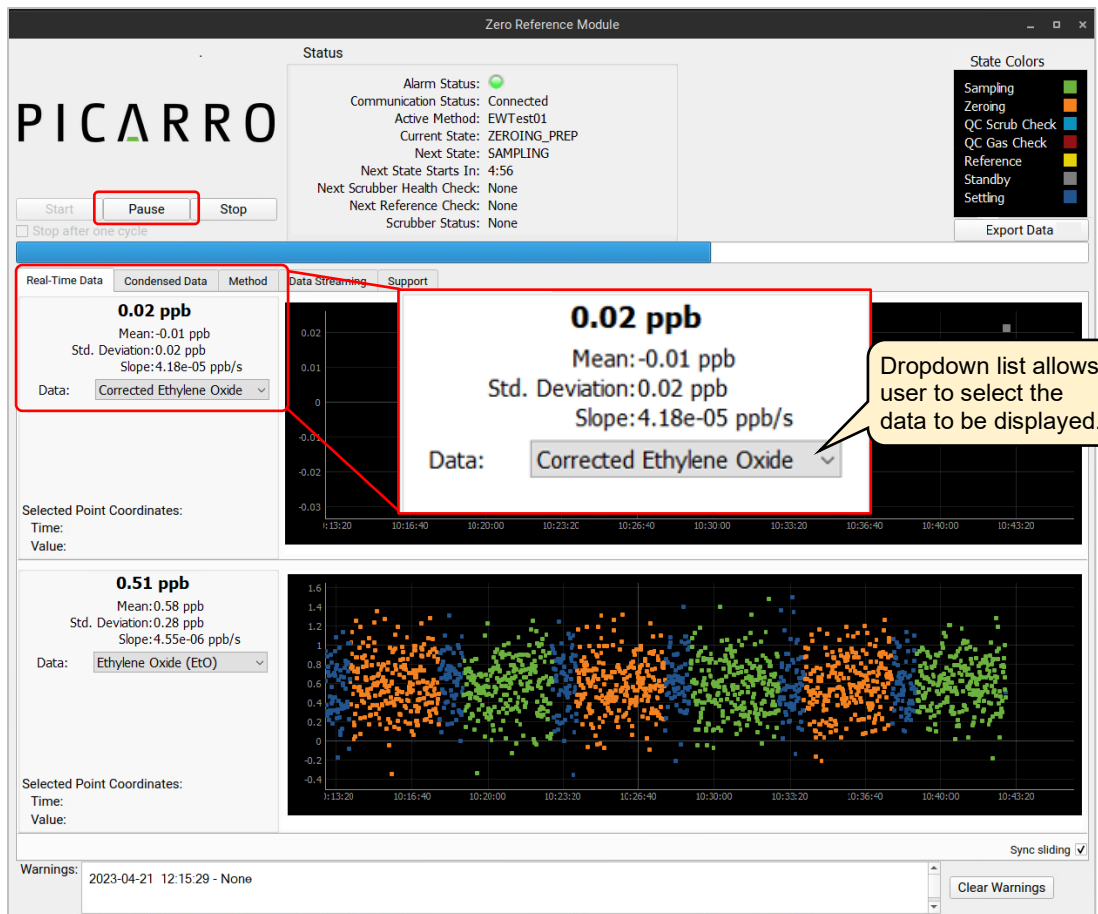 Zero Reference Module
PICARRO
Start
Pause
Stop
Stop after one cycle
Status
Alarm Status:
Communication Status: Connected
Active Method: EWTest01
Current State: ZEROING_PREP
Next State: SAMPLING
Next State Starts In: 4:56
Next Scrubber Health Check: None
Next Reference Check: None
Scrubber Status: None
State Colors
Sampling
Zeroing
QC Scrub Check
QC Gas Check
Reference
Standby
Setting
Export Data
Real-Time Data
Condensed Data
Method
Data Streaming
Support
0.02 ppb
Mean:-0.01 ppb
Std. Deviation:0.02 ppb
Slope:4.18e-05 ppb/s
Data: Corrected Ethylene Oxide
Selected Point Coordinates:
Time:
Value:
0.02
0.01
0
-0.01
-0.02
-0.03
):13:20 10:16:40 10:20:00 10:23:20 10:26:40 10:30:00 10:33:20 10:36:40 10:40:00 10:43:20
0.02 ppb
Mean:-0.01 ppb
Std. Deviation:0.02 ppb
Slope:4.18e-05 ppb/s
Data: Corrected Ethylene Oxide
Dropdown list allows
user to select the
data to be displayed.
0.51 ppb
Mean:0.58 ppb
Std. Deviation:0.28 ppb
Slope:4.55e-06 ppb/s
Data: Ethylene Oxide (EtO)
Selected Point Coordinates:
Time:
Value:
1.6
1.4
1.2
1
0.8
0.6
0.4
0.2
0
-0.2
-0.4
):13:20 10:16:40 10:20:00 10:23:20 10:26:40 10:30:00 10:33:20 10:36:40 10:40:00 10:43:20
Sync sliding
Warnings:
2023-04-21 12:15:29 - None
Clear Warnings